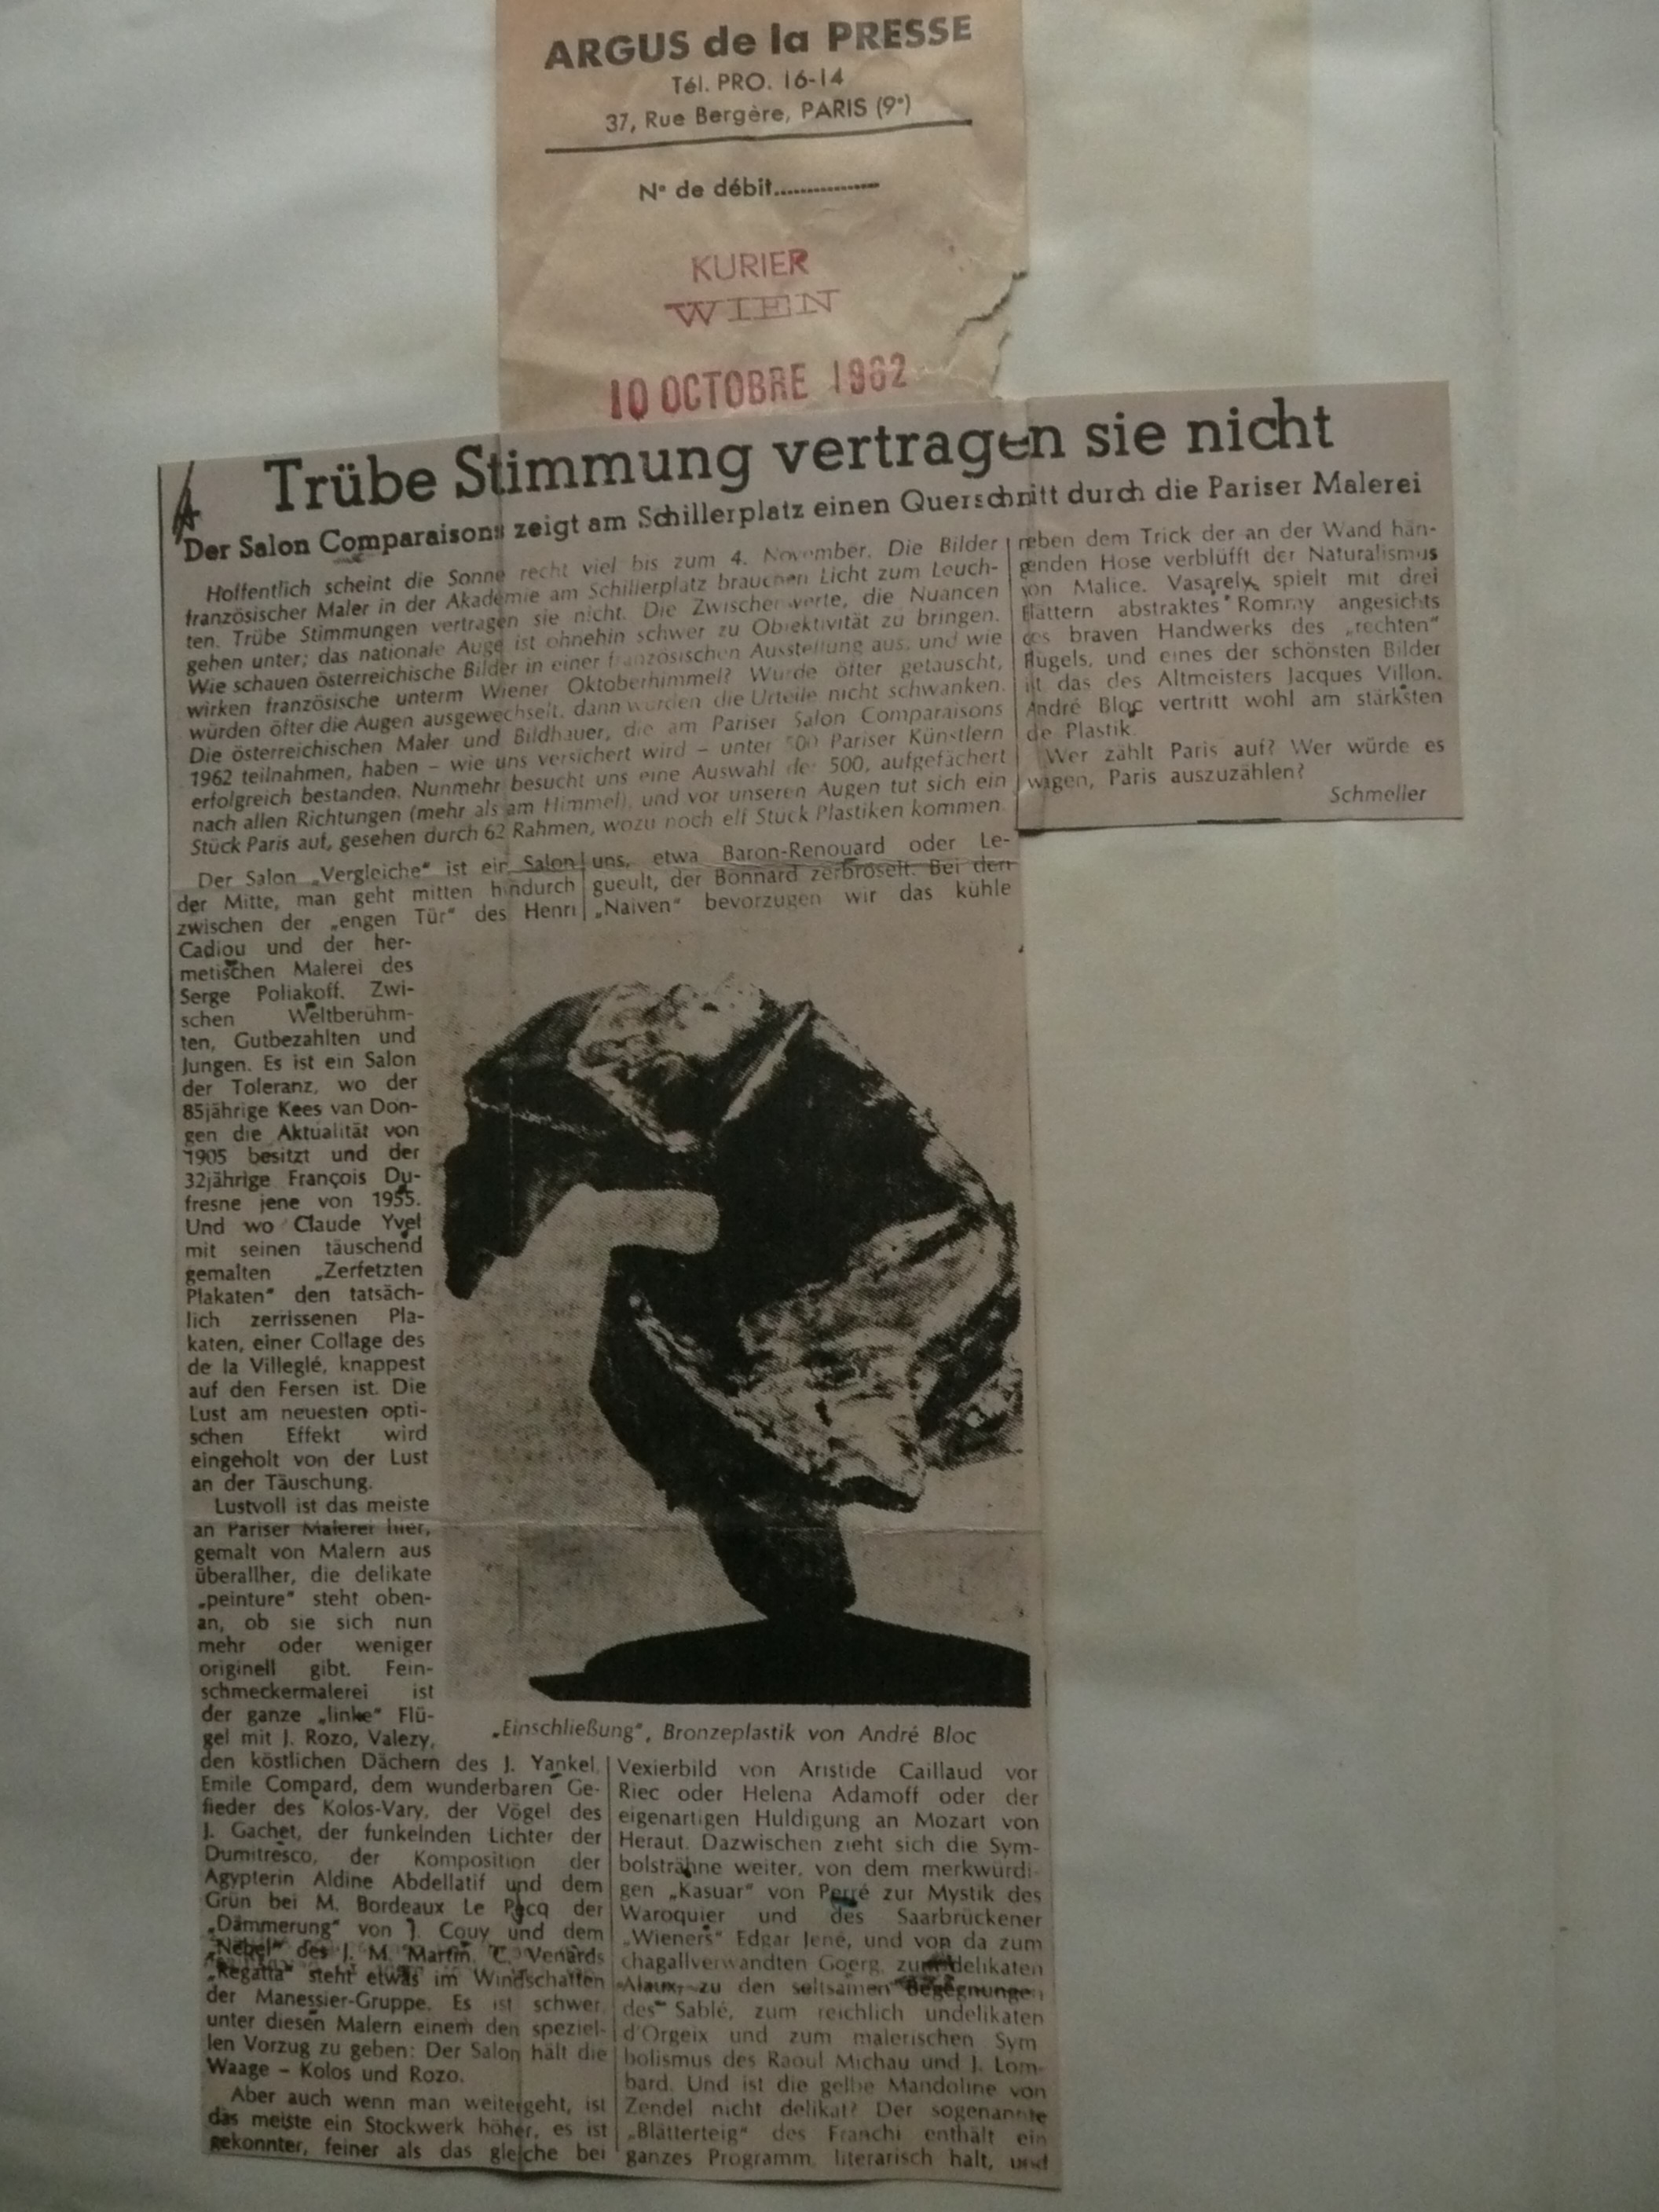 ARGUS de la PRESSE
Tél. PRO. 16-14
37, Rue Bergère, PARIS (9e)
N° de débit................
KURIER
WIEN
10 OCTOBRE 1962
Trübe Stimmung vertragen sie nicht
Der Salon Comparaisons zeigt am Schillerplatz einen Querschnitt durch die Pariser Malerei
Hoffentlich scheint die Sonne recht viel bis zum 4. November. Die Bilder
französischer Maler in der Akademie am Schillerplatz brauchen Licht zum Leuch-
ten. Trübe Stimmungen vertragen sie nicht. Die Zwischenwerte, die Nuancen
gehen unter; das nationale Auge ist ohnehin schwer zu Objektivität zu bringen.
Wie schauen österreichische Bilder in einer französischen Ausstellung aus, und wie
wirken französische unterm Wiener Oktoberhimmel? Würde öfter getauscht,
würden öfter die Augen ausgewechselt, dann würden die Urteile nicht schwanken.
Die österreichischen Maler und Bildhauer, die am Pariser Salon Comparaisons
1962 teilnahmen, haben – wie uns versichert wird – unter 500 Pariser Künstlern
erfolgreich bestanden. Nunmehr besucht uns eine Auswahl der 500, aufgefächert
nach allen Richtungen (mehr als am Himmel), und vor unseren Augen tut sich ein
Stück Paris auf, gesehen durch 62 Rahmen, wozu noch elf Stück Plastiken kommen.
Der Salon „Vergleiche" ist ein Salon
der Mitte, man geht mitten hindurch
zwischen der „engen Tür" des Henri
Cadiou und der her-
metischen Malerei des
Serge Poliakoff. Zwi-
schen Weltberühm-
ten, Gutbezahlten und
Jungen. Es ist ein Salon
der Toleranz, wo der
85jährige Kees van Don-
gen die Aktualität von
1905 besitzt und der
32jährige François Du-
fresne jene von 1955.
Und wo Claude Yvel
mit seinen täuschend
gemalten „Zerfetzten
Plakaten" den tatsäch-
lich zerrissenen Pla-
katen, einer Collage des
de la Villeglé, knappest
auf den Fersen ist. Die
Lust am neuesten opti-
schen Effekt wird
eingeholt von der Lust
an der Täuschung.
Lustvoll ist das meiste
an Pariser Malerei hier,
gemalt von Malern aus
überallher, die delikate
„peinture" steht oben-
an, ob sie sich nun
mehr oder weniger
originell gibt. Fein-
schmeckermalerei ist
der ganze „linke" Flü-
gel mit J. Rozo, Valezy,
den köstlichen Dächern des J. Yankel,
Emile Compard, dem wunderbaren Ge-
fieder des Kolos-Vary, der Vögel des
J. Gachet, der funkelnden Lichter der
Dumitresco, der Komposition der
Agypterin Aldine Abdellatif und dem
Grün bei M. Bordeaux Le Pecq der
„Dämmerung" von J. Couy und dem
„Nebel" des J. M. Martin. C. Venards
„Regatta" steht etwas im Windschatten
der Manessier-Gruppe. Es ist schwer,
unter diesen Malern einem den speziel-
len Vorzug zu geben: Der Salon hält die
Waage – Kolos und Rozo.
Aber auch wenn man weitergeht, ist
das meiste ein Stockwerk höher, es ist
gekonnter, feiner als das gleiche bei
uns, etwa Baron-Renouard oder Le-
gueult, der Bonnard zerbröselt. Bei den
„Naiven" bevorzugen wir das kühle
„Einschließung", Bronzeplastik von André Bloc
Vexierbild von Aristide Caillaud vor
Riec oder Helena Adamoff oder der
eigenartigen Huldigung an Mozart von
Heraut. Dazwischen zieht sich die Sym-
bolsträhne weiter, von dem merkwürdi-
gen „Kasuar" von Perré zur Mystik des
Waroquier und des Saarbrückener
„Wieners" Edgar Jené, und von da zum
chagallverwandten Goerg, zum delikaten
Alaux, zu den seltsamen Begegnungen
des Sablé, zum reichlich undelikaten
d'Orgeix und zum malerischen Sym
bolismus des Raoul Michau und J. Lom-
bard. Und ist die gelbe Mandoline von
Zendel nicht delikat? Der sogenannte
„Blätterteig" des Franchi enthält ein
ganzes Programm, literarisch halt, und
neben dem Trick der an der Wand hän-
genden Hose verblüfft der Naturalismus
von Malice. Vasarely spielt mit drei
Blättern abstraktes Rommy angesichts
des braven Handwerks des „rechten"
Flügels, und eines der schönsten Bilder
ist das des Altmeisters Jacques Villon.
André Bloc vertritt wohl am stärksten
die Plastik.
Wer zählt Paris auf? Wer würde es
wagen, Paris auszuzählen?
Schmeller